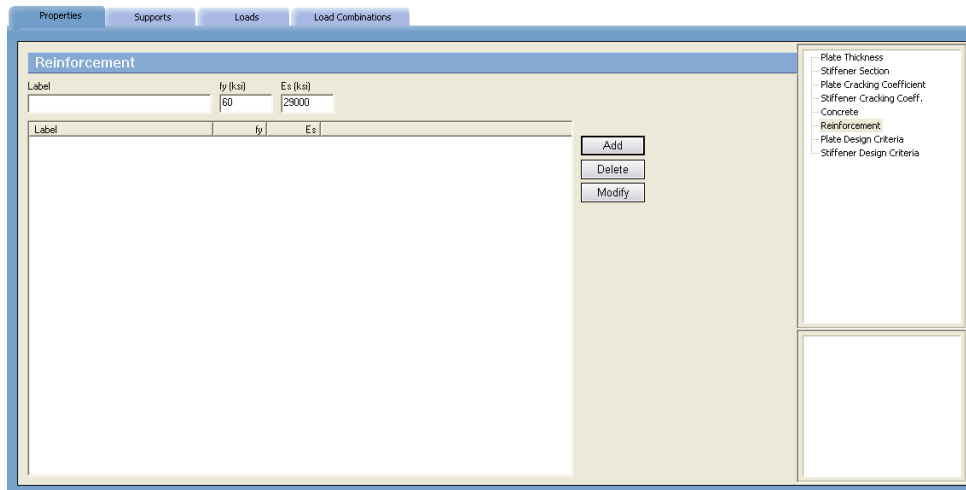 Properties Supports Loads Load Combinations
Reinforcement
Label fy (ksi) Es (ksi)
60 29000
Label fy Es
Add
Delete
Modify
Plate Thickness
Stiffener Section
Plate Cracking Coefficient
Stiffener Cracking Coeff.
Concrete
Reinforcement
Plate Design Criteria
Stiffener Design Criteria